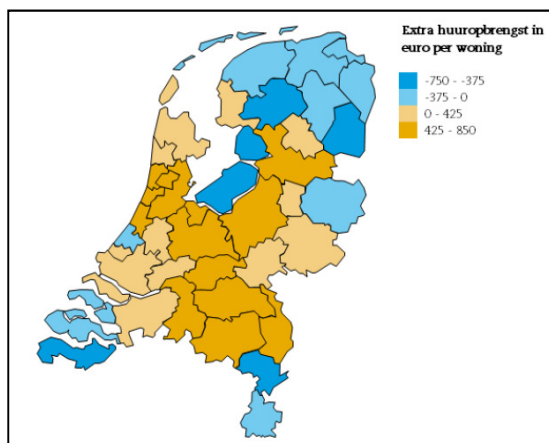 Extra huuropbrengst in
euro per woning
-750 - -375
-375 - 0
0 - 425
425 - 850